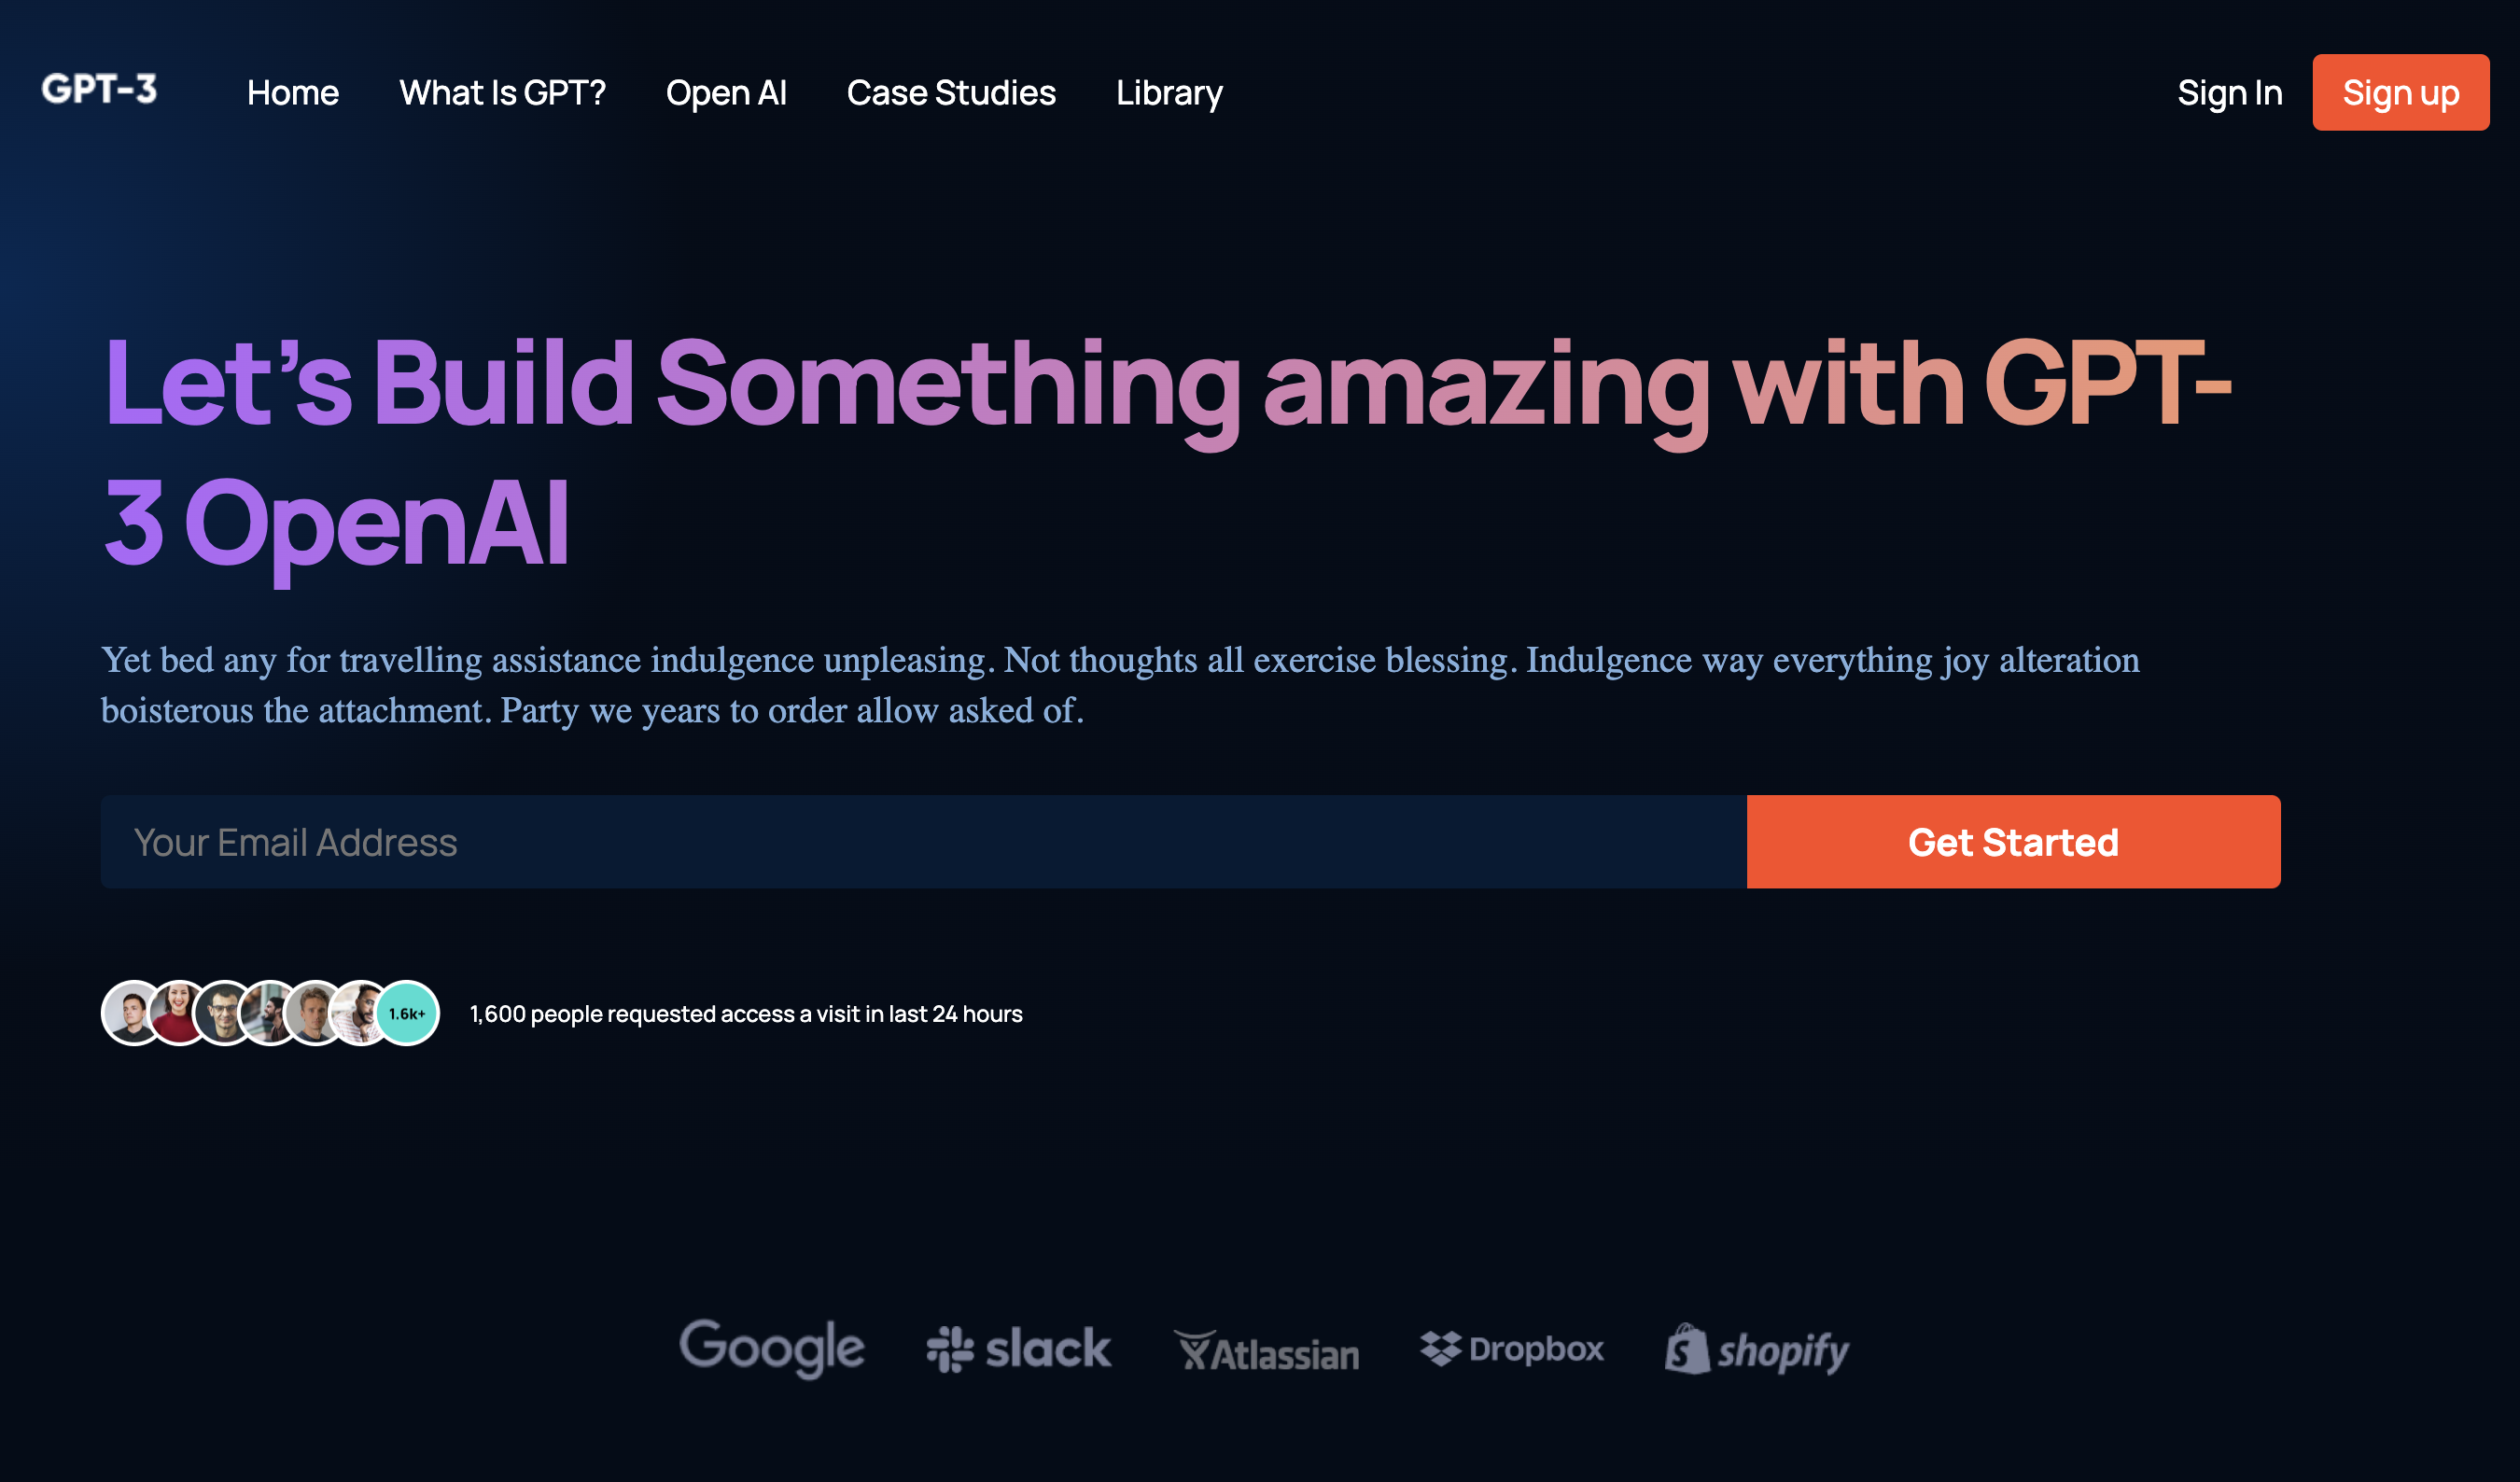 GPT-3
Home
What Is GPT?
Open AI
Case Studies
Library
Sign In
Sign up
Let’s Build Something amazing with GPT-
3 OpenAI
Yet bed any for travelling assistance indulgence unpleasing. Not thoughts all exercise blessing. Indulgence way everything joy alteration
boisterous the attachment. Party we years to order allow asked of.
Your Email Address
Get Started
1.6k+
1,600 people requested access a visit in last 24 hours
Google
slack
Atlassian
Dropbox
shopify